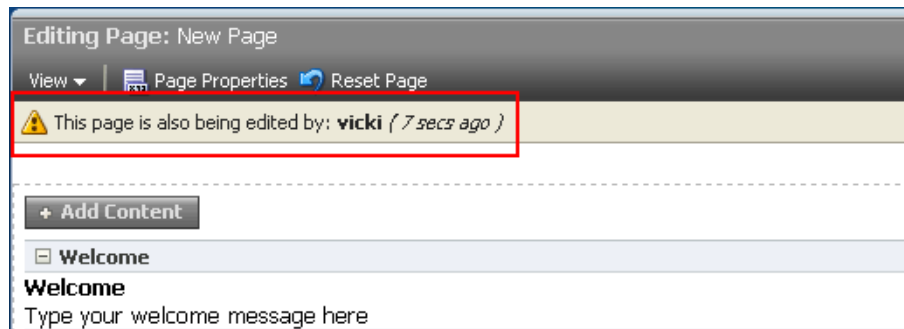 Editing Page: New Page
View Page Properties Reset Page
This page is also being edited by: vicki ( 7 secs ago )
+ Add Content
Welcome
Welcome
Type your welcome message here